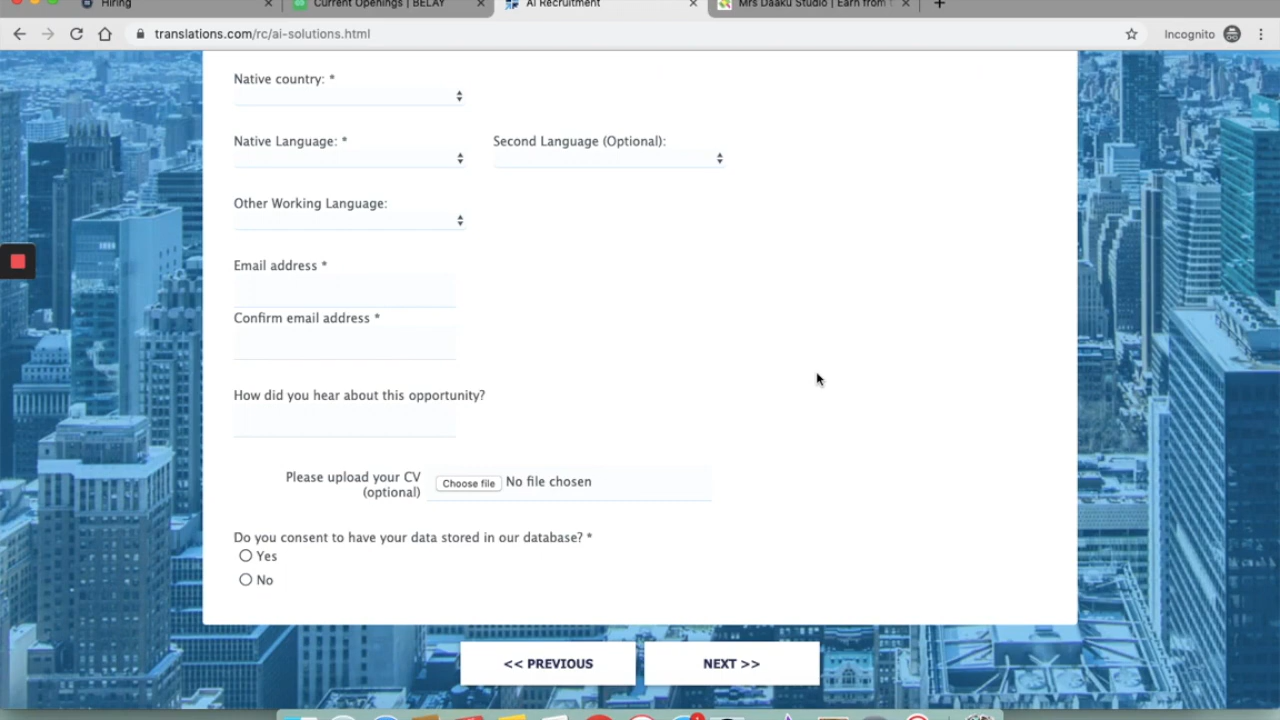 Hiring
Current Openings | BELAY
AI Recruitment
Mrs Daaku Studio | Earn from
translations.com/rc/ai-solutions.html
Incognito
Native country: *
Native Language: *
Second Language (Optional):
Other Working Language:
Email address *
Confirm email address *
How did you hear about this opportunity?
Please upload your CV
(optional)
Choose file No file chosen
Do you consent to have your data stored in our database? *
Yes
No
<< PREVIOUS
NEXT >>